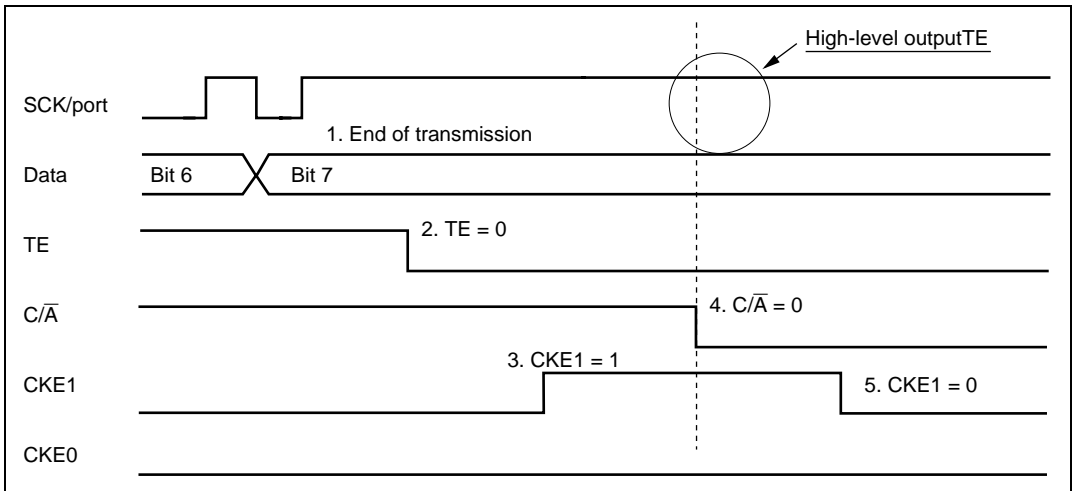 High-level outputTE
SCK/port
1. End of transmission
Data
Bit 6
Bit 7
TE
2. TE = 0
C/A̅
4. C/A̅ = 0
3. CKE1 = 1
CKE1
5. CKE1 = 0
CKE0